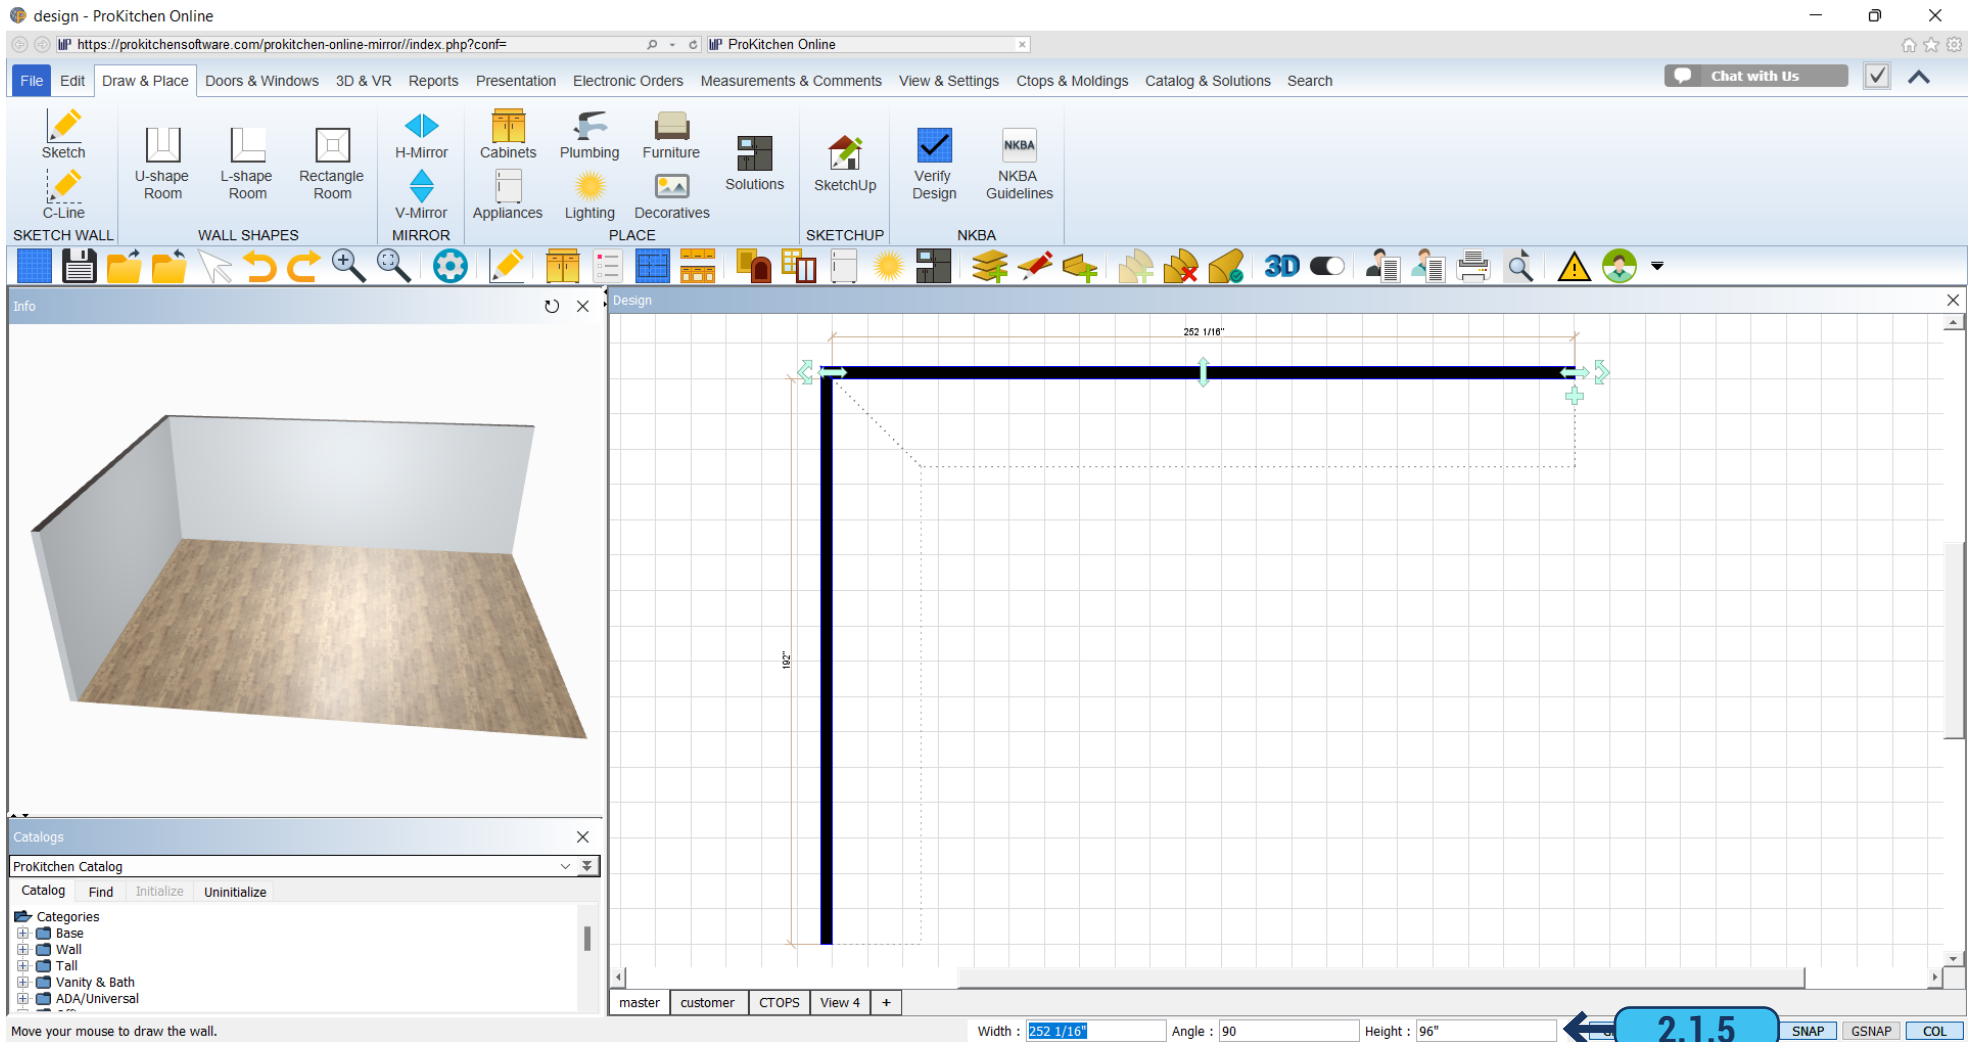 design - ProKitchen Online
https://prokitchensoftware.com/prokitchen-online-mirror//index.php?conf=
ProKitchen Online
File Edit Draw & Place Doors & Windows 3D & VR Reports Presentation Electronic Orders Measurements & Comments View & Settings Ctops & Moldings Catalog & Solutions Search
Chat with Us
Sketch
C-Line
SKETCH WALL
U-shape
Room
L-shape
Room
Rectangle
Room
WALL SHAPES
H-Mirror
V-Mirror
MIRROR
Cabinets
Plumbing
Furniture
Appliances
Lighting
Decoratives
Solutions
PLACE
SketchUp
SKETCHUP
Verify
Design
NKBA
NKBA
Guidelines
NKBA
3D
Info
Design
252 1/16"
192"
Catalogs
ProKitchen Catalog
Catalog Find Initialize Uninitialize
Categories
Base
Wall
Tall
Vanity & Bath
ADA/Universal
master customer CTOPS View 4 +
Move your mouse to draw the wall.
Width : 252 1/16" Angle : 90 Height : 96"
2.1.5
SNAP GSNAP COL